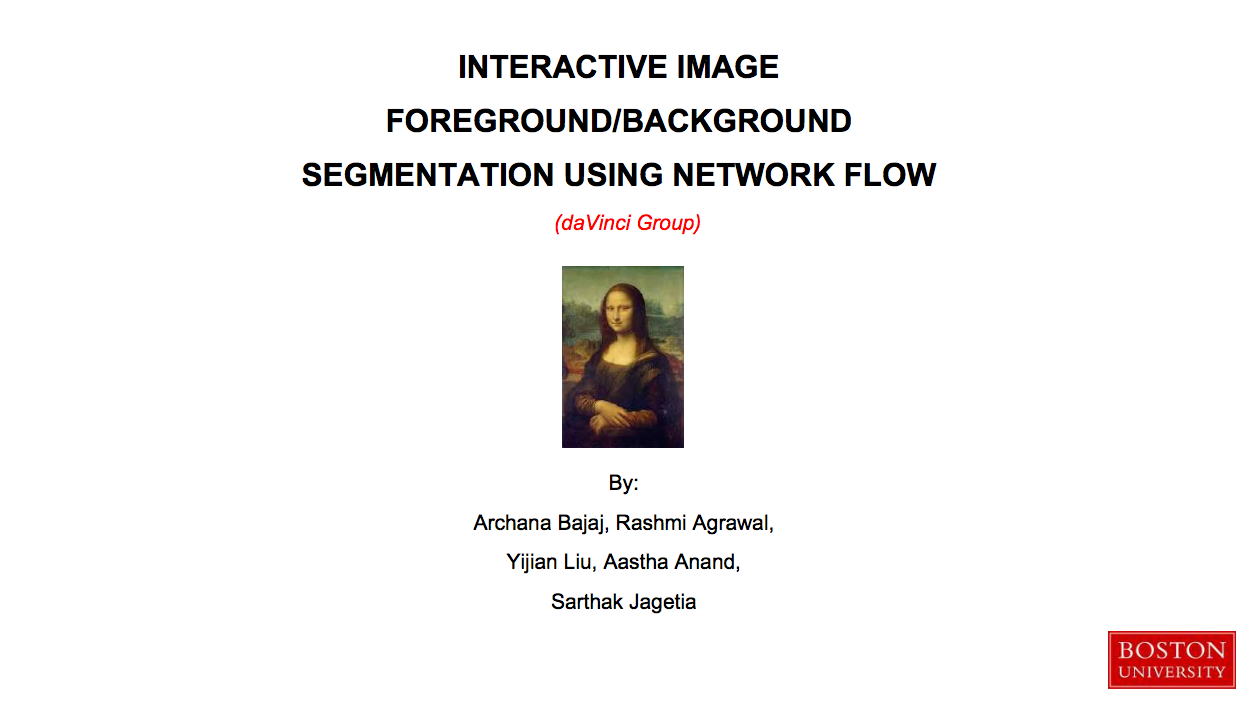 INTERACTIVE IMAGE
FOREGROUND/BACKGROUND
SEGMENTATION USING NETWORK FLOW
(daVinci Group)
By:
Archana Bajaj, Rashmi Agrawal,
Yijian Liu, Aastha Anand,
Sarthak Jagetia
BOSTON
UNIVERSITY